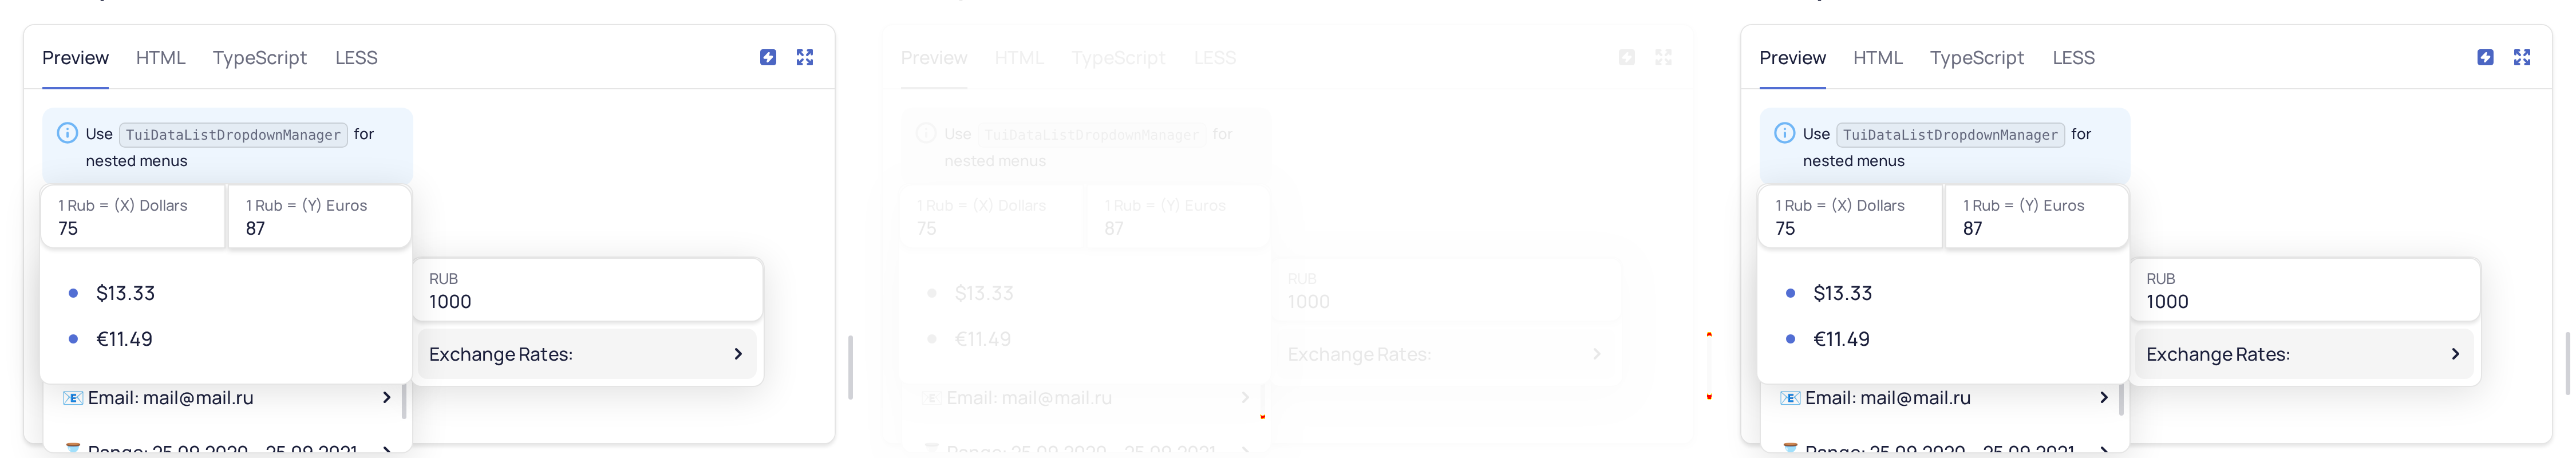 Preview HTML TypeScript LESS
Use TuiDataListDropdownManager for
nested menus
1 Rub = (X) Dollars
75
1 Rub = (Y) Euros
87
$13.33
€11.49
RUB
1000
Exchange Rates:
Email: mail@mail.ru
Range: 25.09.2020 - 25.09.2021
Preview HTML TypeScript LESS
Use TuiDataListDropdownManager for
nested menus
1 Rub = (X) Dollars
75
1 Rub = (Y) Euros
87
$13.33
€11.49
RUB
1000
Exchange Rates:
Email: mail@mail.ru
Range: 25.09.2020 - 25.09.2021
Preview HTML TypeScript LESS
Use TuiDataListDropdownManager for
nested menus
1 Rub = (X) Dollars
75
1 Rub = (Y) Euros
87
$13.33
€11.49
RUB
1000
Exchange Rates:
Email: mail@mail.ru
Range: 25.09.2020 - 25.09.2021